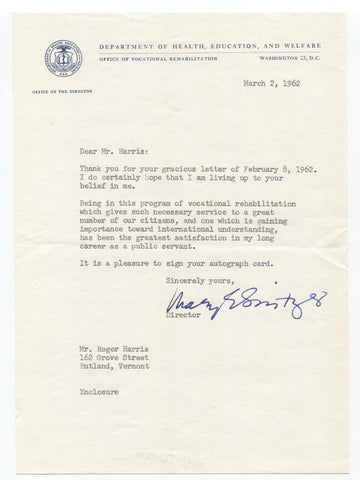 DEPARTMENT OF HEALTH, EDUCATION, AND WELFARE
OFFICE OF VOCATIONAL REHABILITATION WASHINGTON 25, D.C.
OFFICE OF THE DIRECTOR
March 2, 1962
Dear Mr. Harris:
Thank you for your gracious letter of February 8, 1962.
I do certainly hope that I am living up to your
belief in me.
Being in this program of vocational rehabilitation
which gives such necessary service to a great
number of our citizens, and one which is gaining
importance toward international understanding,
has been the greatest satisfaction in my long
career as a public servant.
It is a pleasure to sign your autograph card.
Sincerely yours,
Mary E Switzer
Director
Mr. Roger Harris
162 Grove Street
Rutland, Vermont
Enclosure